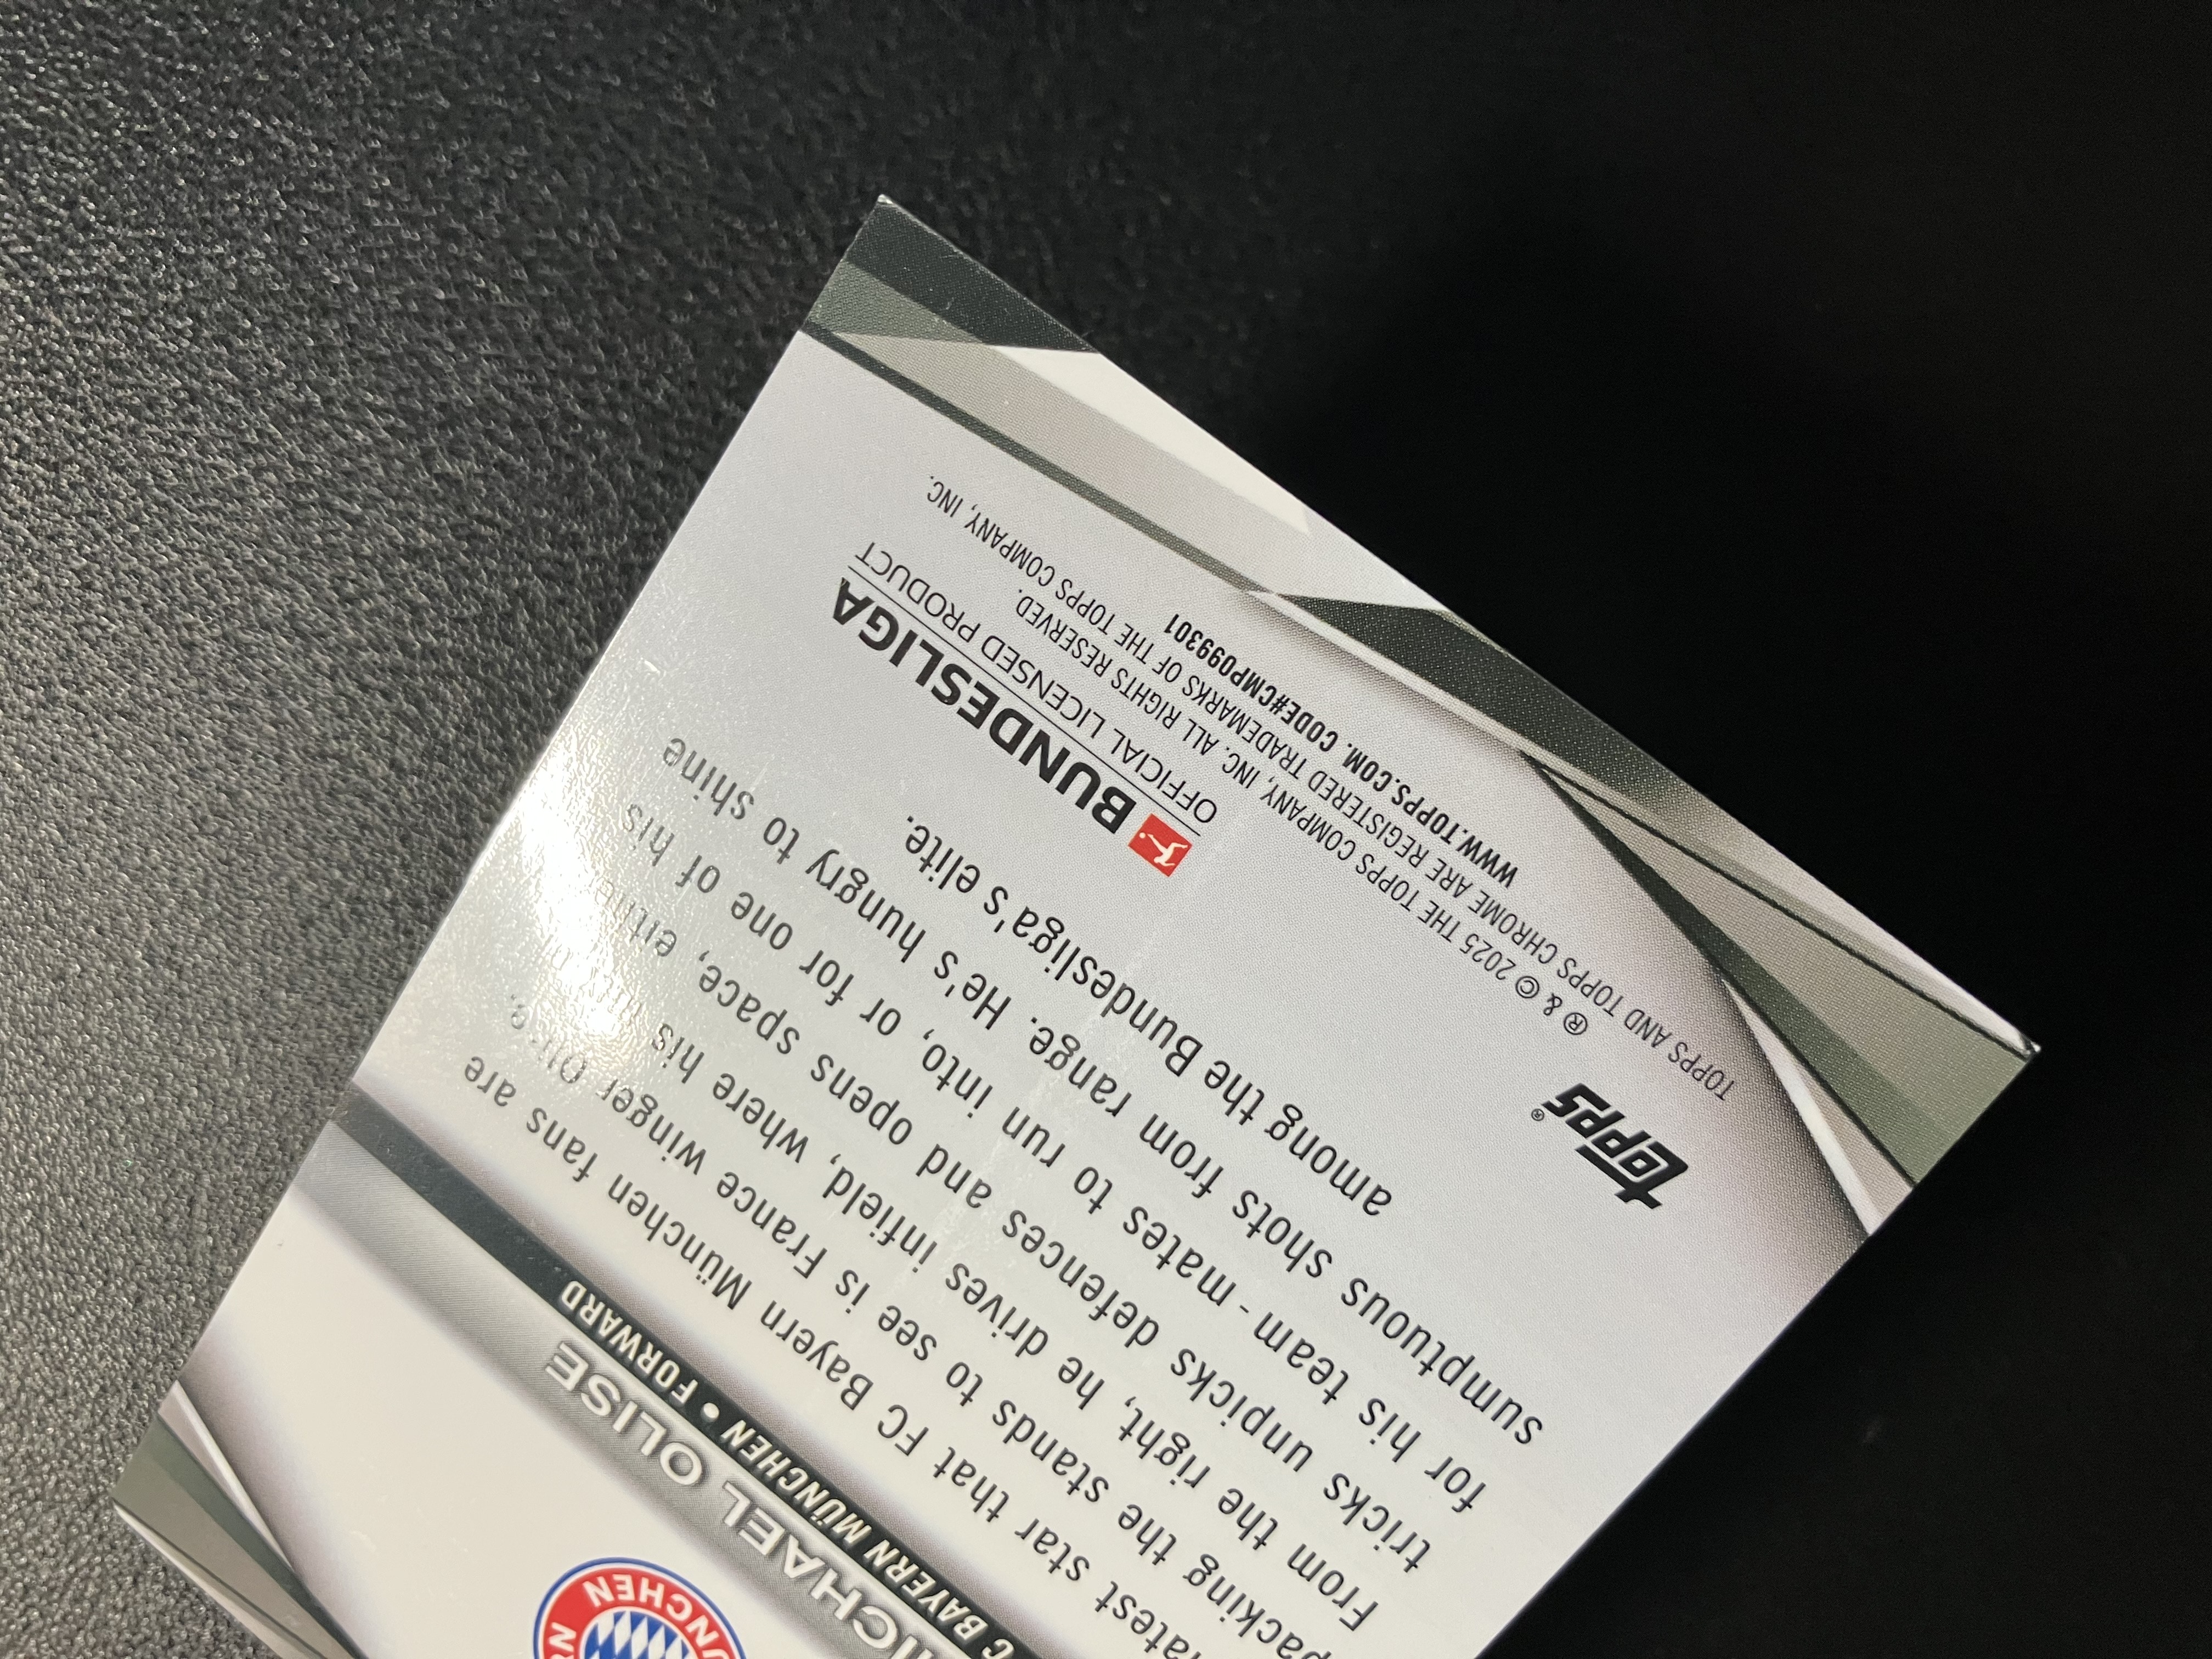 MÜNCHEN
MICHAEL OLISE
BAYERN MÜNCHEN • FORWARD
star that FC Bayern München fans are
packing the stands to see is France winger
From the right, he drives infield, where his
tricks unpicks defences and opens space,
for his team - mates to run into, or for one of his
sumptuous shots from range. He's hungry to shine
among the Bundesliga's elite.
topps®
BUNDESLIGA
OFFICIAL LICENSED PRODUCT
® & © 2025 THE TOPPS COMPANY, INC. ALL RIGHTS RESERVED.
TOPPS AND TOPPS CHROME ARE REGISTERED TRADEMARKS OF THE TOPPS COMPANY, INC.
WWW.TOPPS.COM. CODE#CMP099301